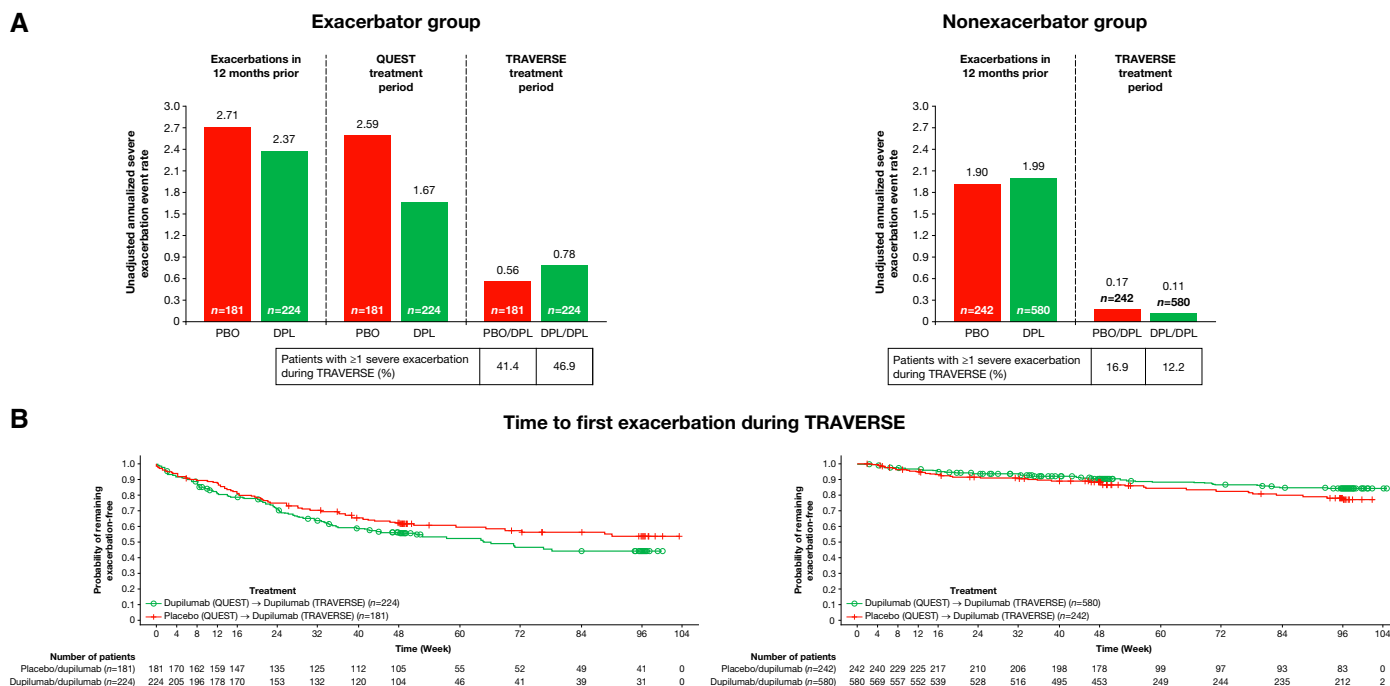 A
Exacerbator group
Exacerbations in
12 months prior
QUEST
treatment
period
TRAVERSE
treatment
period
Unadjusted annualized severe
exacerbation event rate
3.0
2.7
2.4
2.1
1.8
1.5
1.2
0.9
0.6
0.3
0
2.71
2.37
2.59
1.67
0.56
0.78
n=181
n=224
n=181
n=224
n=181
n=224
PBO
DPL
PBO
DPL
PBO/DPL
DPL/DPL
Patients with ≥1 severe exacerbation
during TRAVERSE (%)
41.4
46.9
Nonexacerbator group
Exacerbations in
12 months prior
TRAVERSE
treatment
period
Unadjusted annualized severe
exacerbation event rate
3.0
2.7
2.4
2.1
1.8
1.5
1.2
0.9
0.6
0.3
0
1.90
1.99
0.17
0.11
n=242
n=580
n=242
n=580
PBO
DPL
PBO/DPL
DPL/DPL
Patients with ≥1 severe exacerbation
during TRAVERSE (%)
16.9
12.2
B
Time to first exacerbation during TRAVERSE
Probability of remaining
exacerbation-free
1.0
0.9
0.8
0.7
0.6
0.5
0.4
0.3
0.2
0.1
0
Treatment
Dupilumab (QUEST) → Dupilumab (TRAVERSE) (n=224)
Placebo (QUEST) → Dupilumab (TRAVERSE) (n=181)
0 4 8 12 16 24 32 40 48 60 72 84 96 104
Time (Week)
Number of patients
Placebo/dupilumab (n=181) 181 170 162 159 147 135 125 112 105 55 52 49 41 0
Dupilumab/dupilumab (n=224) 224 205 196 178 170 153 132 120 104 46 41 39 31 0
Probability of remaining
exacerbation-free
1.0
0.9
0.8
0.7
0.6
0.5
0.4
0.3
0.2
0.1
0
Treatment
Dupilumab (QUEST) → Dupilumab (TRAVERSE) (n=580)
Placebo (QUEST) → Dupilumab (TRAVERSE) (n=242)
0 4 8 12 16 24 32 40 48 60 72 84 96 104
Time (Week)
Number of patients
Placebo/dupilumab (n=242) 242 240 229 225 217 210 206 198 178 99 97 93 83 0
Dupilumab/dupilumab (n=580) 580 569 557 552 539 528 516 495 453 249 244 235 212 2